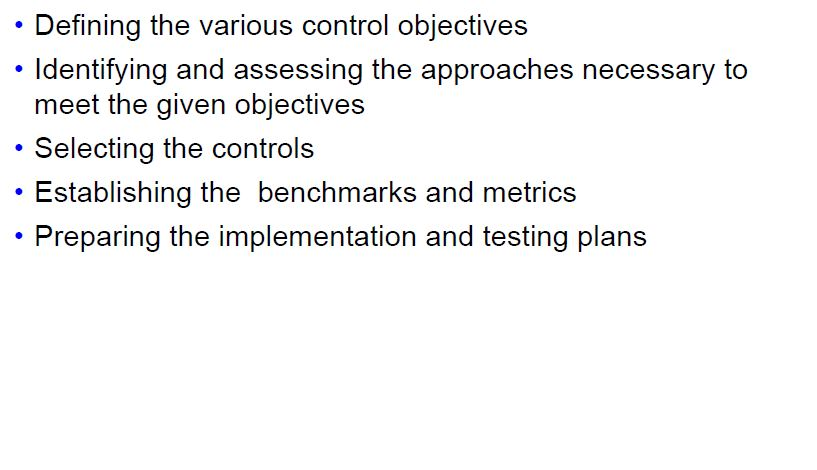 • Defining the various control objectives
• Identifying and assessing the approaches necessary to
meet the given objectives
• Selecting the controls
• Establishing the  benchmarks and metrics
• Preparing the implementation and testing plans